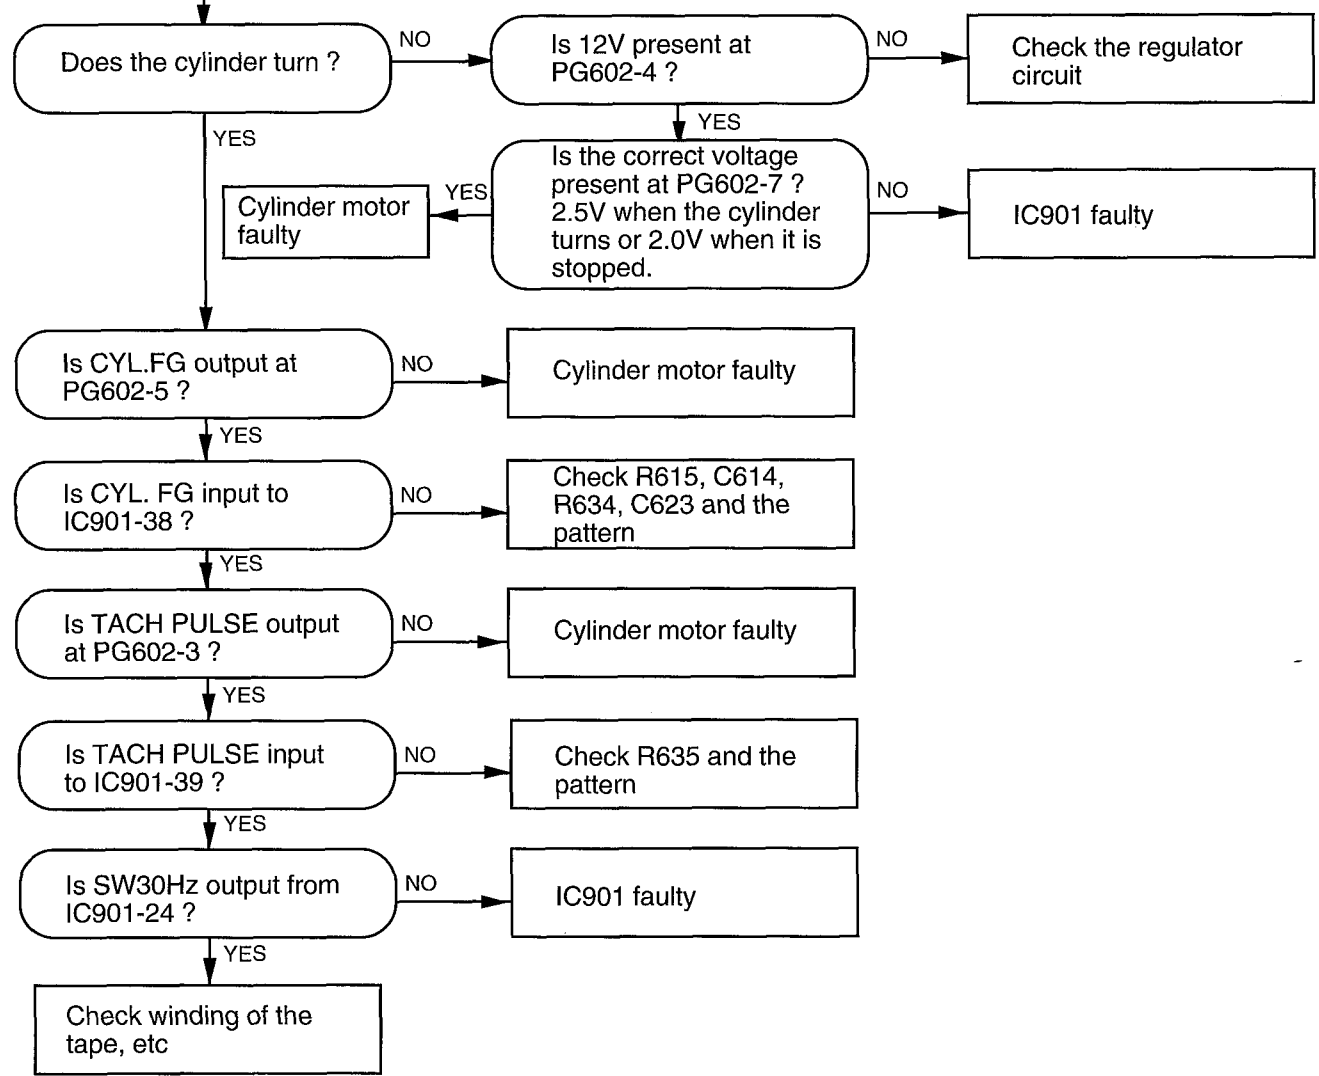 Does the cylinder turn ?
NO
Is 12V present at
PG602-4 ?
NO
Check the regulator
circuit
YES
YES
Is the correct voltage
present at PG602-7 ?
2.5V when the cylinder
turns or 2.0V when it is
stopped.
YES
Cylinder motor
faulty
NO
IC901 faulty
Is CYL.FG output at
PG602-5 ?
NO
Cylinder motor faulty
YES
Is CYL. FG input to
IC901-38 ?
NO
Check R615, C614,
R634, C623 and the
pattern
YES
Is TACH PULSE output
at PG602-3 ?
NO
Cylinder motor faulty
YES
Is TACH PULSE input
to IC901-39 ?
NO
Check R635 and the
pattern
YES
Is SW30Hz output from
IC901-24 ?
NO
IC901 faulty
YES
Check winding of the
tape, etc